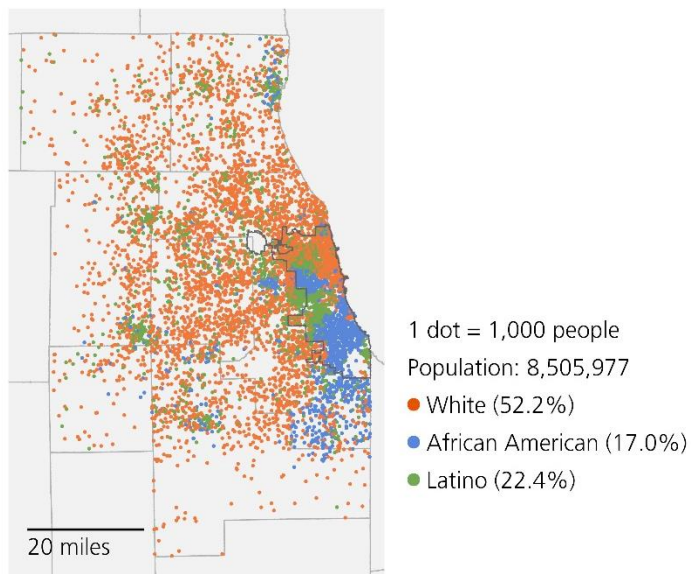 1 dot = 1,000 people
Population: 8,505,977
White (52.2%)
African American (17.0%)
Latino (22.4%)
20 miles